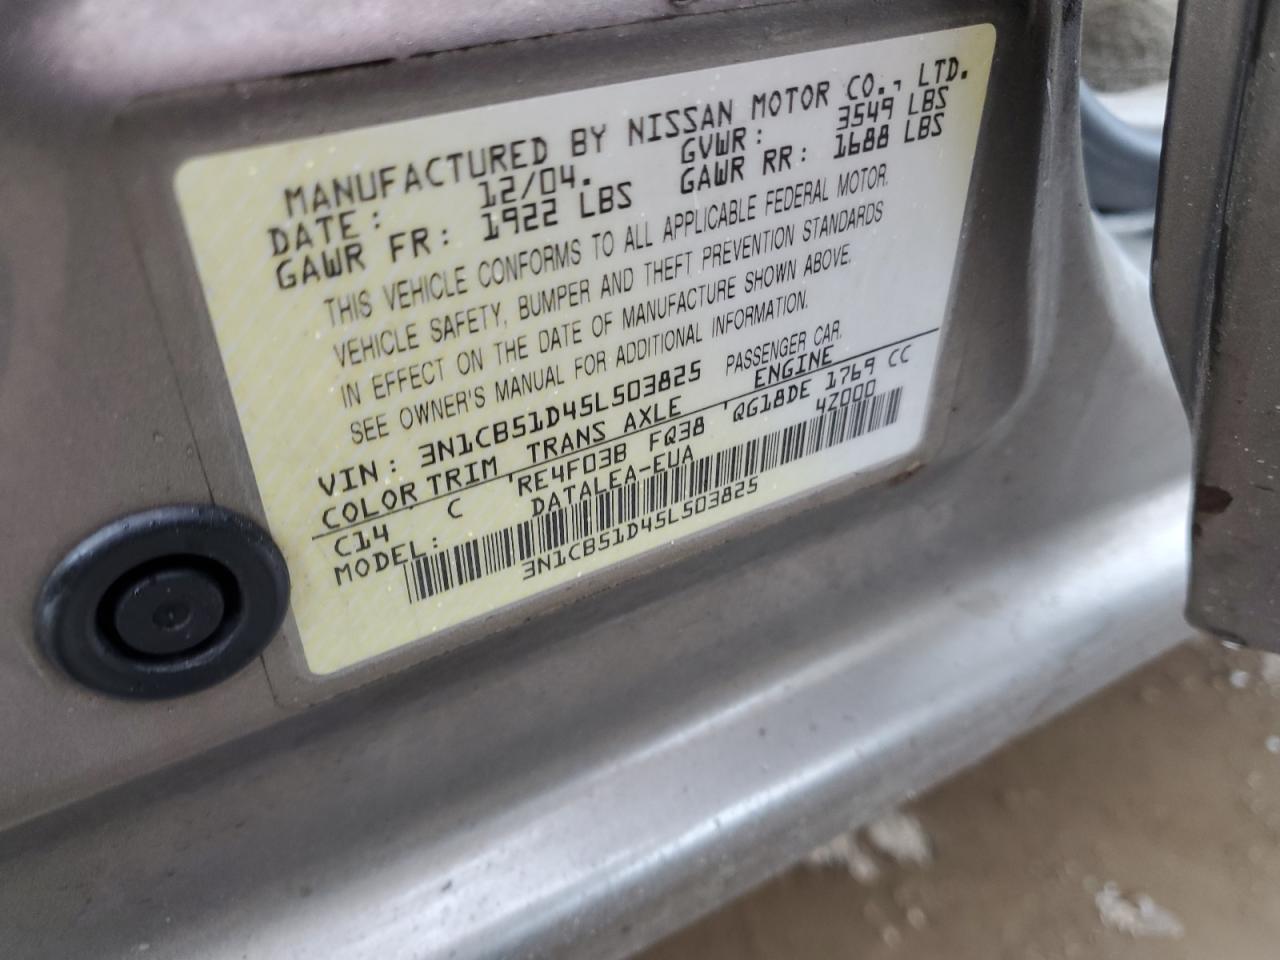 MANUFACTURED BY NISSAN MOTOR CO., LTD.
DATE: 12/04. GVWR: 3549 LBS
GAWR FR: 1922 LBS GAWR RR: 1688 LBS
THIS VEHICLE CONFORMS TO ALL APPLICABLE FEDERAL MOTOR
VEHICLE SAFETY, BUMPER AND THEFT PREVENTION STANDARDS
IN EFFECT ON THE DATE OF MANUFACTURE SHOWN ABOVE.
SEE OWNER'S MANUAL FOR ADDITIONAL INFORMATION.
VIN: 3N1CB51D45L503825 PASSENGER CAR.
COLOR TRIM TRANS AXLE ENGINE
C14 C RE4F03B FQ38 QG18DE 1769 CC
MODEL: DATALEA-EUA 4Z000
3N1CB51D45L503825